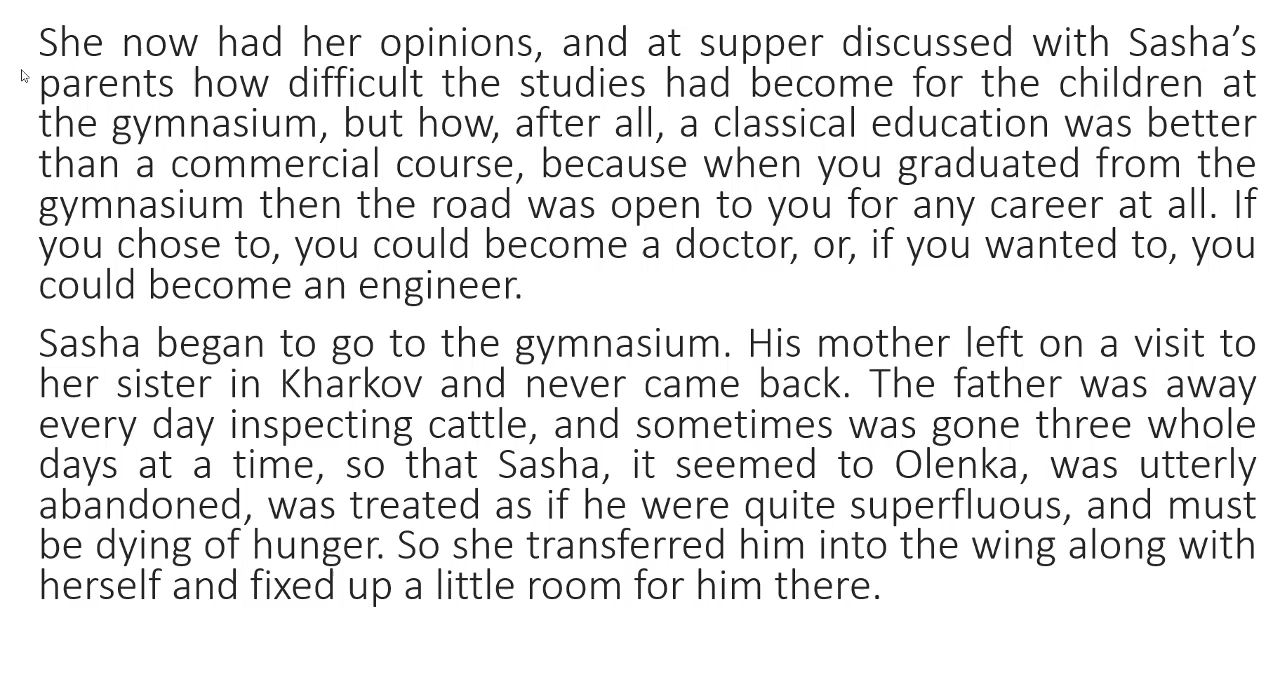 She now had her opinions, and at supper discussed with Sasha’s
parents how difficult the studies had become for the children at
the gymnasium, but how, after all, a classical education was better
than a commercial course, because when you graduated from the
gymnasium then the road was open to you for any career at all. If
you chose to, you could become a doctor, or, if you wanted to, you
could become an engineer.
Sasha began to go to the gymnasium. His mother left on a visit to
her sister in Kharkov and never came back. The father was away
every day inspecting cattle, and sometimes was gone three whole
days at a time, so that Sasha, it seemed to Olenka, was utterly
abandoned, was treated as if he were quite superfluous, and must
be dying of hunger. So she transferred him into the wing along with
herself and fixed up a little room for him there.